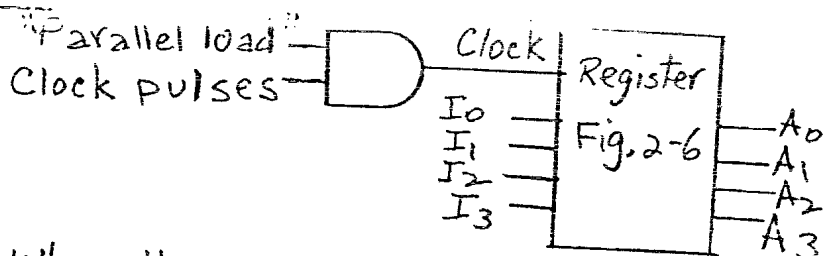 "Parallel load"
Clock pulses
Clock
Register
Fig. 2-6
I0
I1
I2
I3
A0
A1
A2
A3